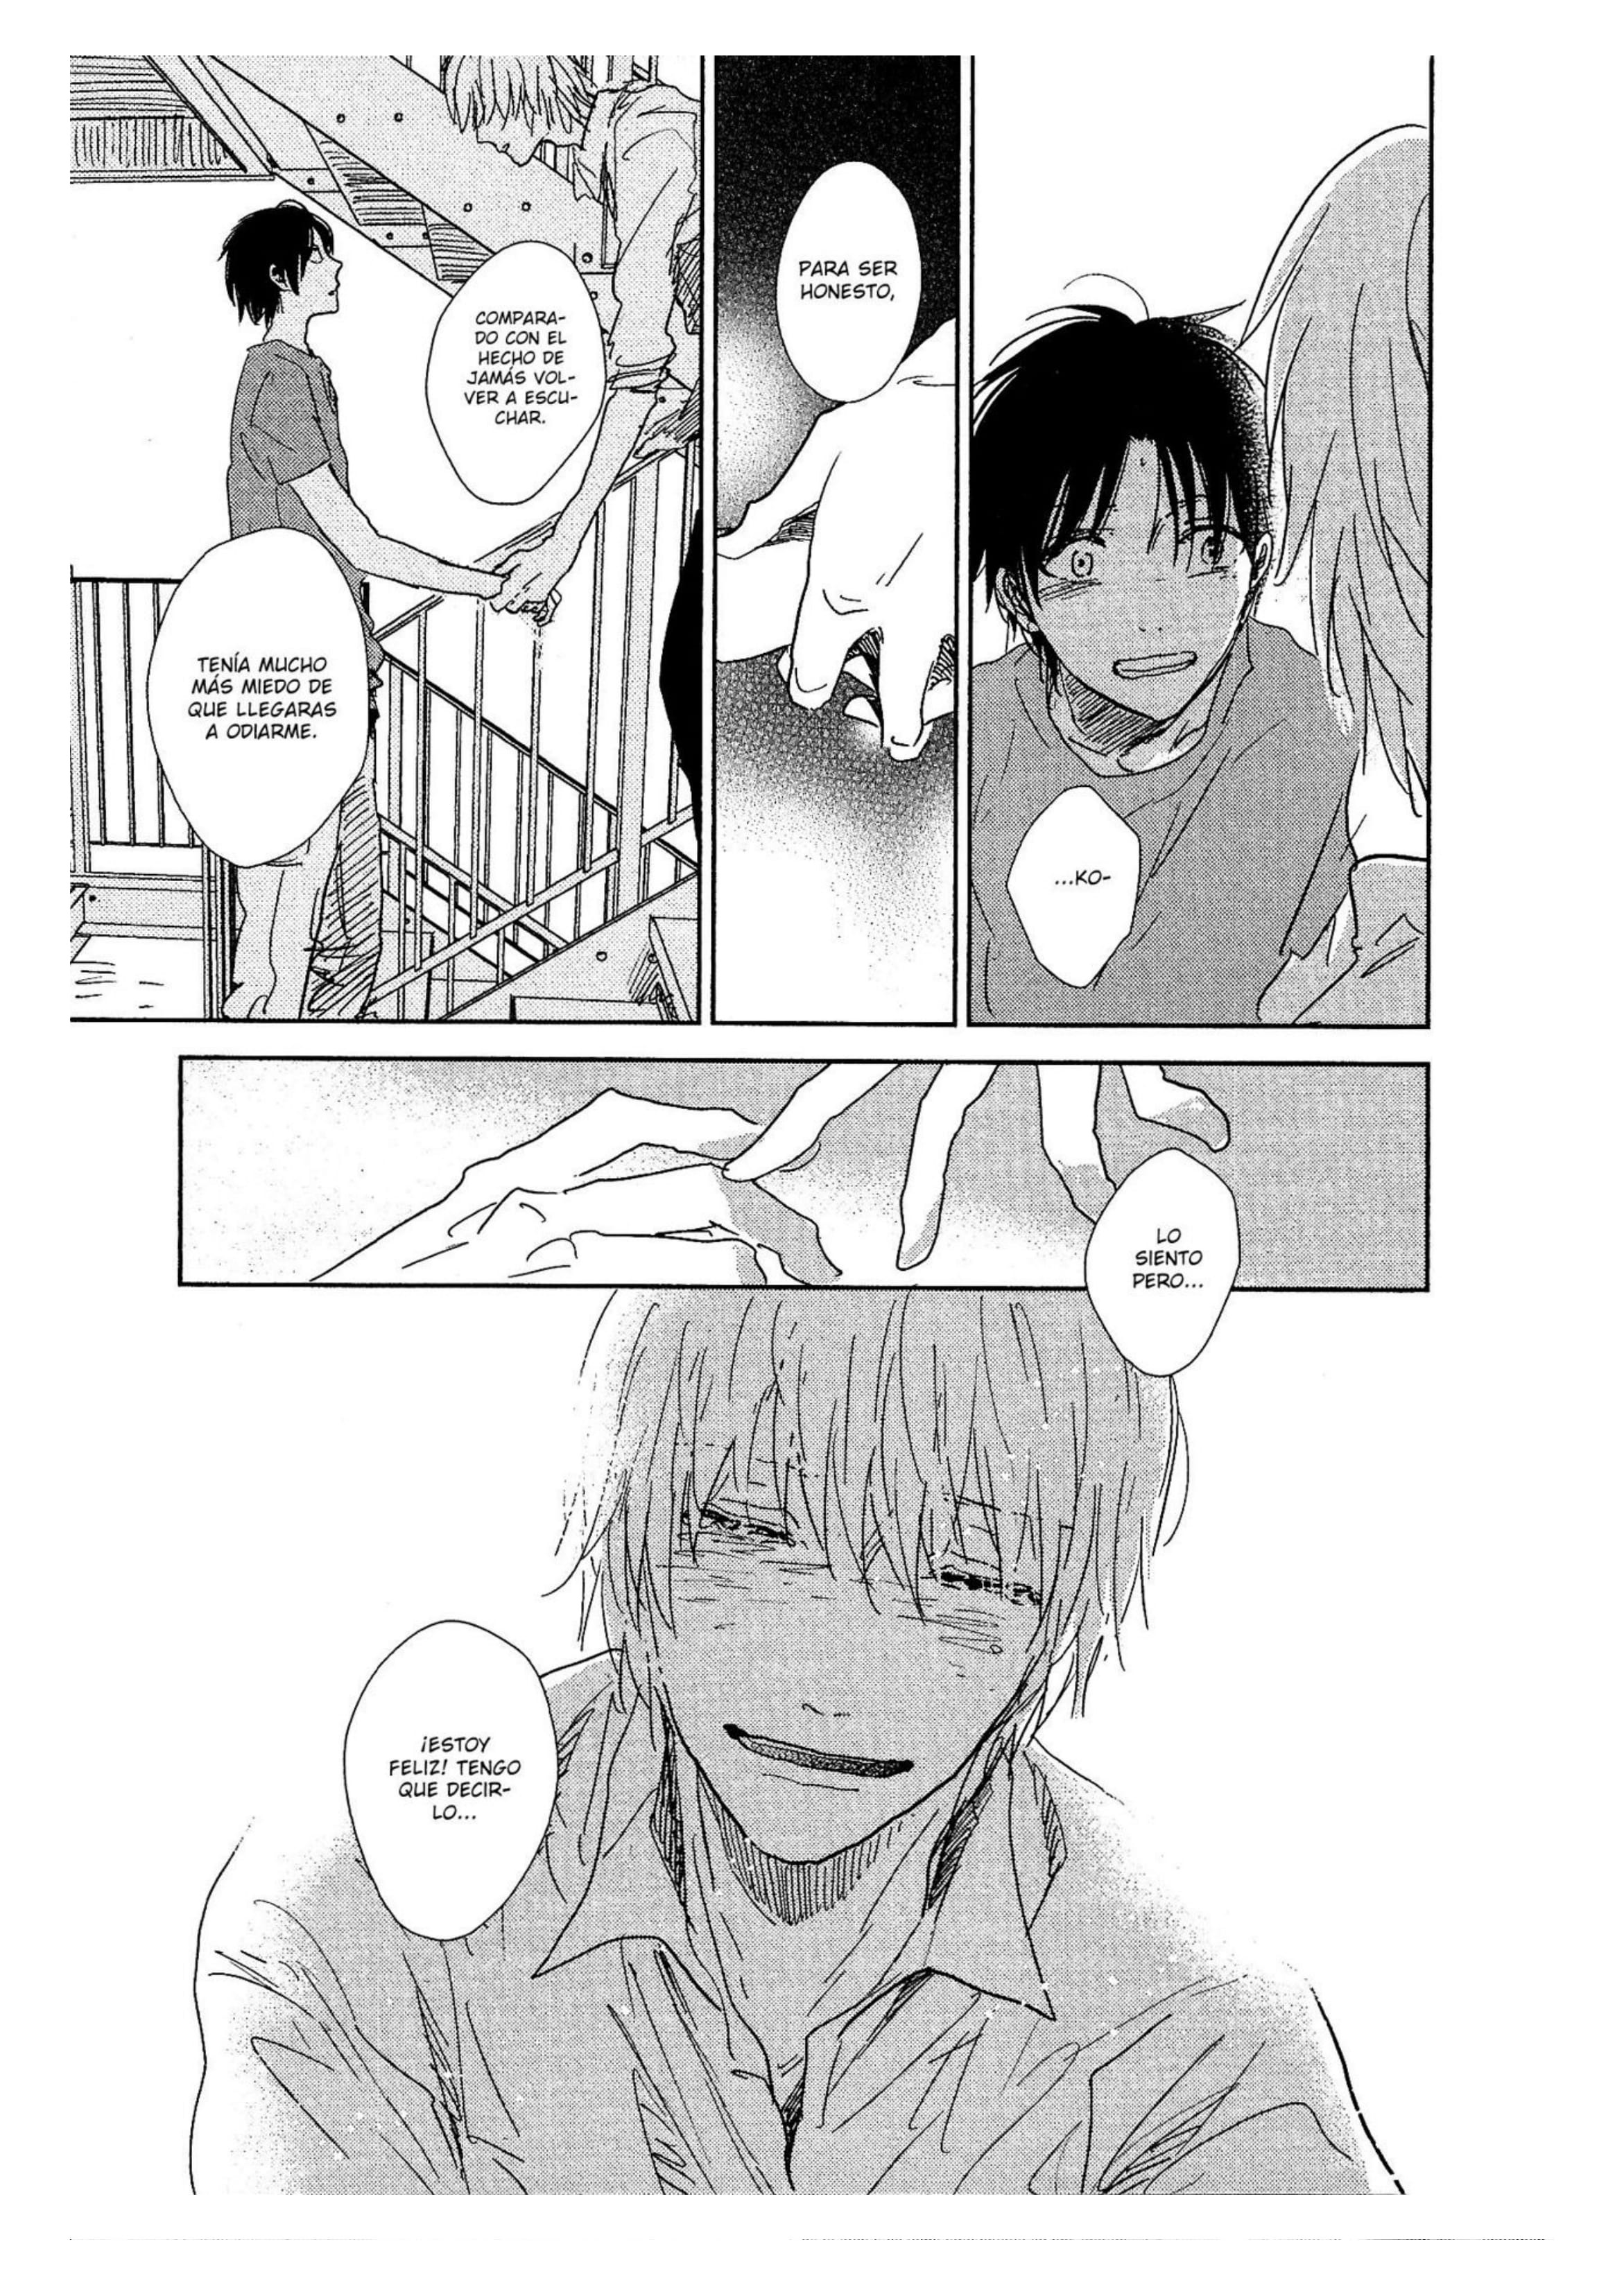 ...KO-
PARA SER
HONESTO,
COMPARA-
DO CON EL
HECHO DE
JAMÁS VOL-
VER A ESCU-
CHAR.
TENÍA MUCHO
MÁS MIEDO DE
QUE LLEGARAS
A ODIARME.
LO
SIENTO
PERO...
¡ESTOY
FELIZ! TENGO
QUE DECIR-
LO...